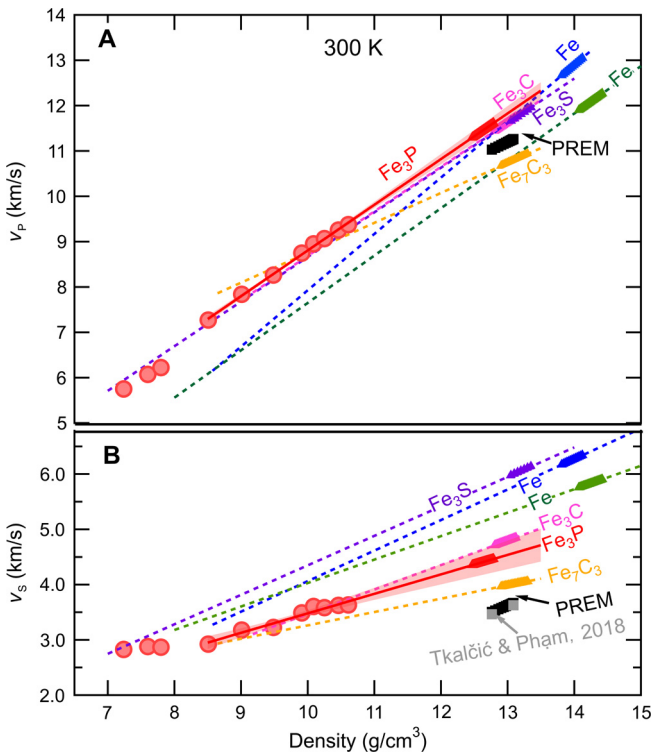 A
300 K
13
12
11
10
9
8
7
6
5
vP (km/s)
Fe
Fe
Fe3C
Fe3S
Fe3P
PREM
Fe7C3
B
6.0
5.0
4.0
3.0
2.0
vS (km/s)
Fe3S
Fe
Fe
Fe3C
Fe3P
Fe7C3
PREM
Tkalčić & Phạm, 2018
7 8 9 10 11 12 13 14 15
Density (g/cm3)